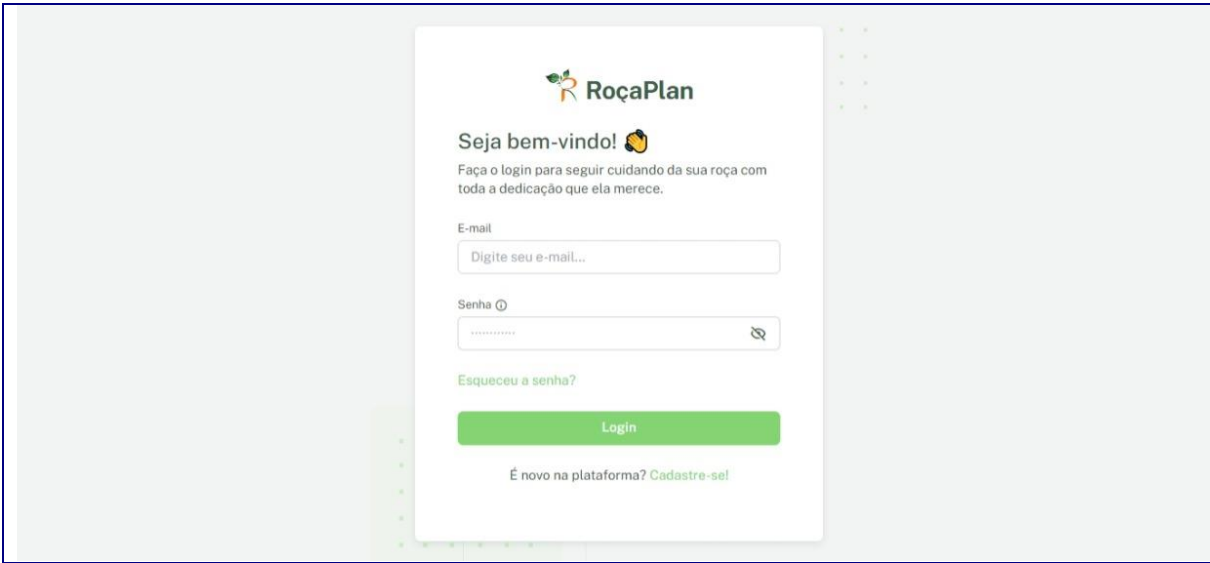 RoçaPlan
Seja bem-vindo! 👏
Faça o login para seguir cuidando da sua roça com
toda a dedicação que ela merece.
E-mail
Digite seu e-mail...
Senha
············
Esqueceu a senha?
Login
É novo na plataforma? Cadastre-se!